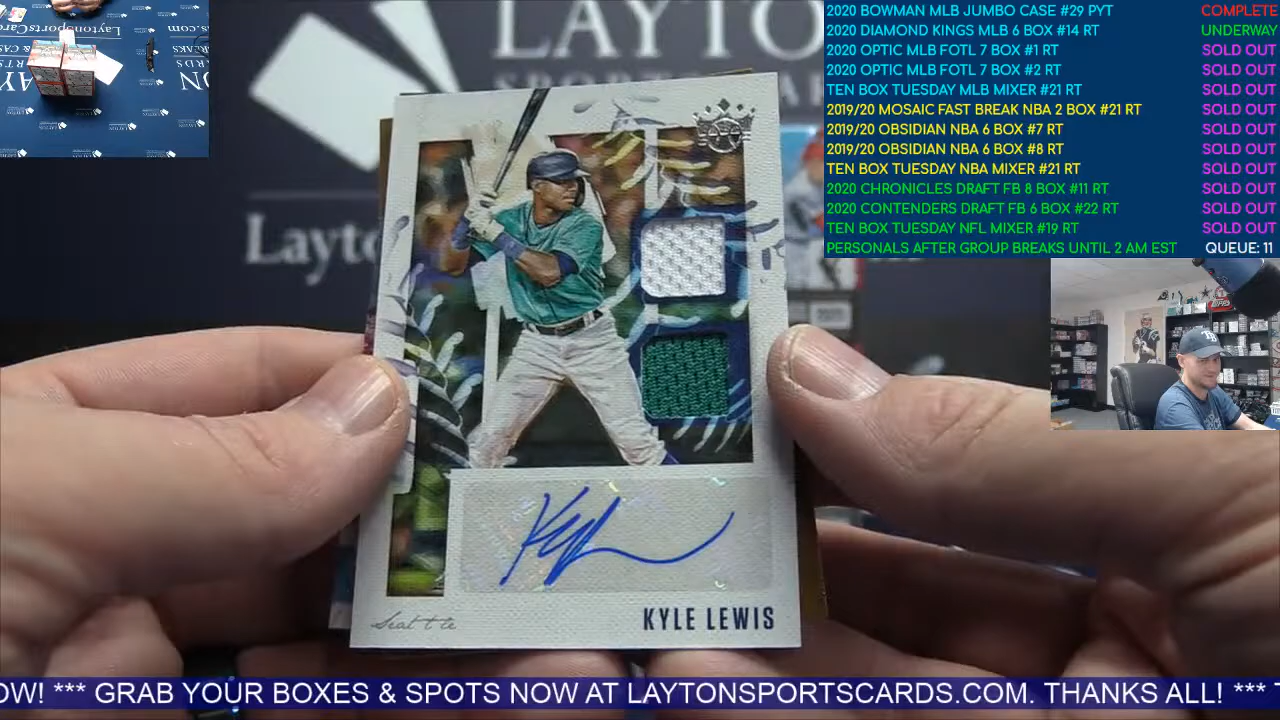 2020 BOWMAN MLB JUMBO CASE #29 PYT COMPLETE
2020 DIAMOND KINGS MLB 6 BOX #14 RT UNDERWAY
2020 OPTIC MLB FOTL 7 BOX #1 RT SOLD OUT
2020 OPTIC MLB FOTL 7 BOX #2 RT SOLD OUT
TEN BOX TUESDAY MLB MIXER #21 RT SOLD OUT
2019/20 MOSAIC FAST BREAK NBA 2 BOX #21 RT SOLD OUT
2019/20 OBSIDIAN NBA 6 BOX #7 RT SOLD OUT
2019/20 OBSIDIAN NBA 6 BOX #8 RT SOLD OUT
TEN BOX TUESDAY NBA MIXER #21 RT SOLD OUT
2020 CHRONICLES DRAFT FB 8 BOX #11 RT SOLD OUT
2020 CONTENDERS DRAFT FB 6 BOX #22 RT SOLD OUT
TEN BOX TUESDAY NFL MIXER #19 RT SOLD OUT
PERSONALS AFTER GROUP BREAKS UNTIL 2 AM EST QUEUE: 11
LAYTO
Layto
Seattle
KYLE LEWIS
OW! *** GRAB YOUR BOXES & SPOTS NOW AT LAYTONSPORTSCARDS.COM. THANKS ALL! ***